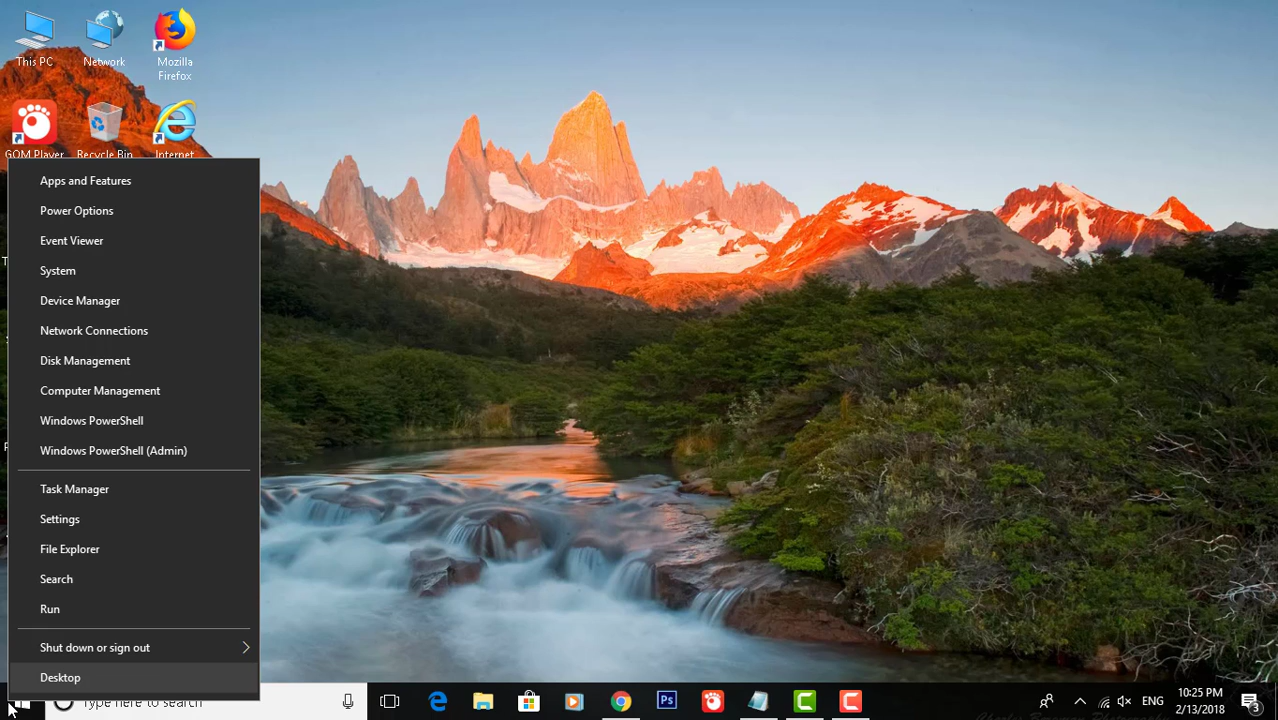 This PC
Network
Mozilla
Firefox
GOM Player
Recycle Bin
Internet
Apps and Features
Power Options
Event Viewer
System
Device Manager
Network Connections
Disk Management
Computer Management
Windows PowerShell
Windows PowerShell (Admin)
Task Manager
Settings
File Explorer
Search
Run
Shut down or sign out
Desktop
Type here to search
Ps
ENG
10:25 PM
2/13/2018
3